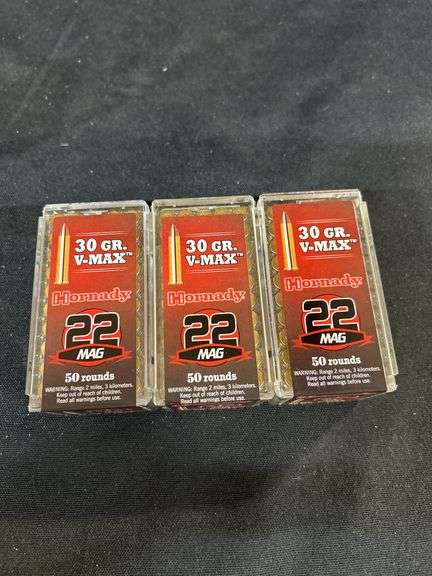 30 GR.
V-MAX™
Hornady
22
MAG
50 rounds
WARNING: Range 2 miles, 3 kilometers.
Keep out of reach of children.
Read all warnings before use.
30 GR.
V-MAX™
Hornady
22
MAG
50 rounds
WARNING: Range 2 miles, 3 kilometers.
Keep out of reach of children.
Read all warnings before use.
30 GR.
V-MAX™
Hornady
22
MAG
50 rounds
WARNING: Range 2 miles, 3 kilometers.
Keep out of reach of children.
Read all warnings before use.